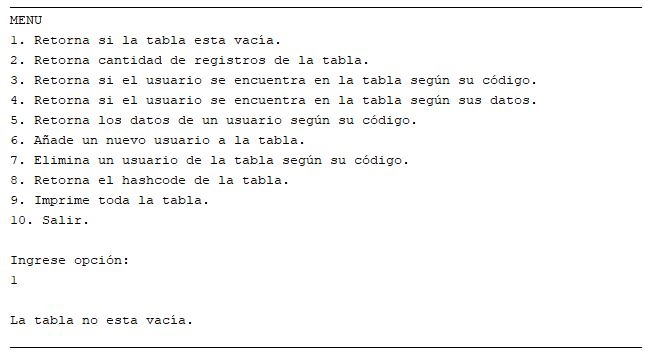 MENU
1. Retorna si la tabla esta vacía.
2. Retorna cantidad de registros de la tabla.
3. Retorna si el usuario se encuentra en la tabla según su código.
4. Retorna si el usuario se encuentra en la tabla según sus datos.
5. Retorna los datos de un usuario según su código.
6. Añade un nuevo usuario a la tabla.
7. Elimina un usuario de la tabla según su código.
8. Retorna el hashcode de la tabla.
9. Imprime toda la tabla.
10. Salir.
Ingrese opción:
1
La tabla no esta vacía.